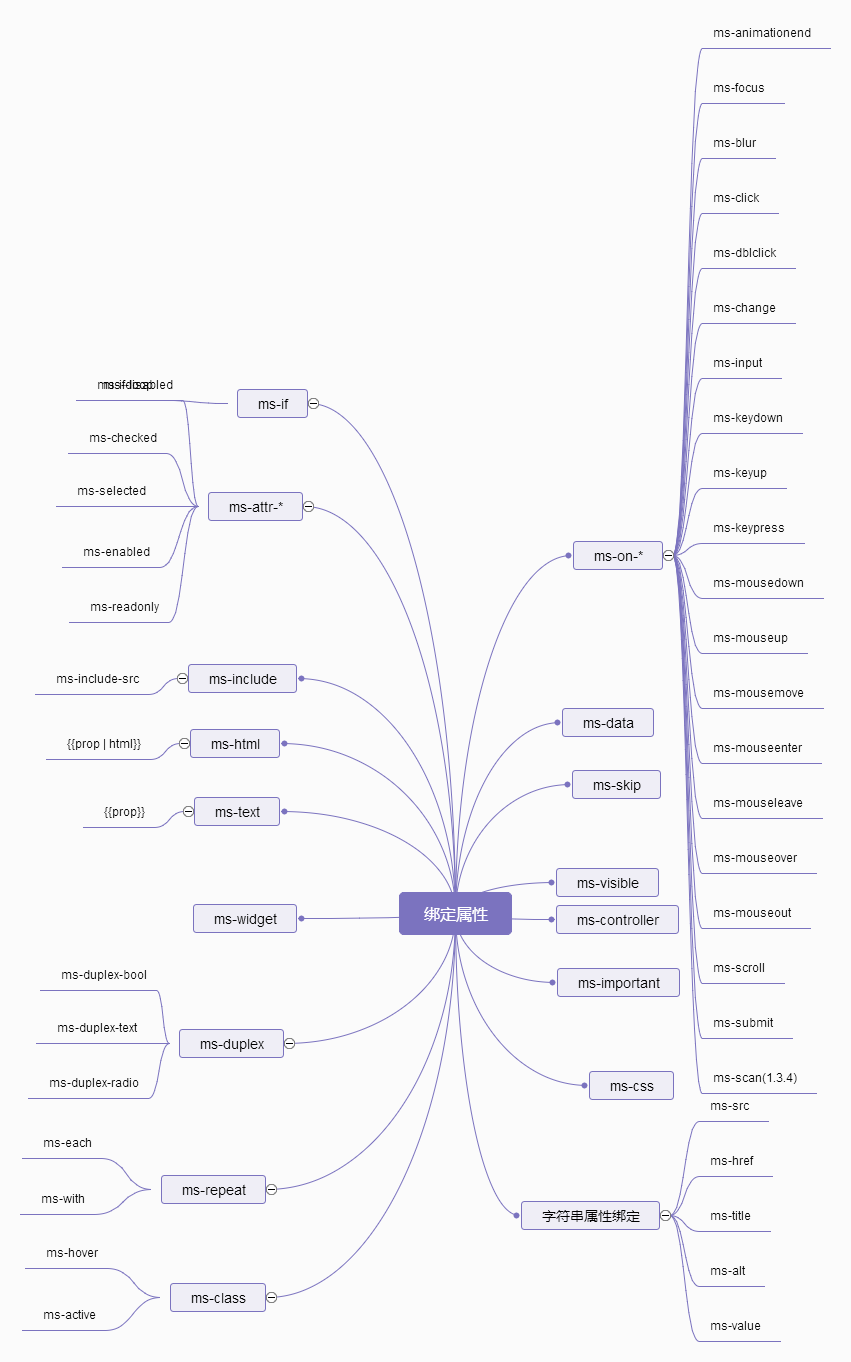 绑定属性
ms-if
ms-attr-*
ms-disabled
ms-checked
ms-selected
ms-enabled
ms-readonly
ms-include
ms-include-src
ms-html
{{prop | html}}
ms-text
{{prop}}
ms-widget
ms-duplex
ms-duplex-bool
ms-duplex-text
ms-duplex-radio
ms-repeat
ms-each
ms-with
ms-class
ms-hover
ms-active
ms-on-*
ms-animationend
ms-focus
ms-blur
ms-click
ms-dblclick
ms-change
ms-input
ms-keydown
ms-keyup
ms-keypress
ms-mousedown
ms-mouseup
ms-mousemove
ms-mouseenter
ms-mouseleave
ms-mouseover
ms-mouseout
ms-scroll
ms-submit
ms-scan(1.3.4)
ms-data
ms-skip
ms-visible
ms-controller
ms-important
ms-css
字符串属性绑定
ms-src
ms-href
ms-title
ms-alt
ms-value